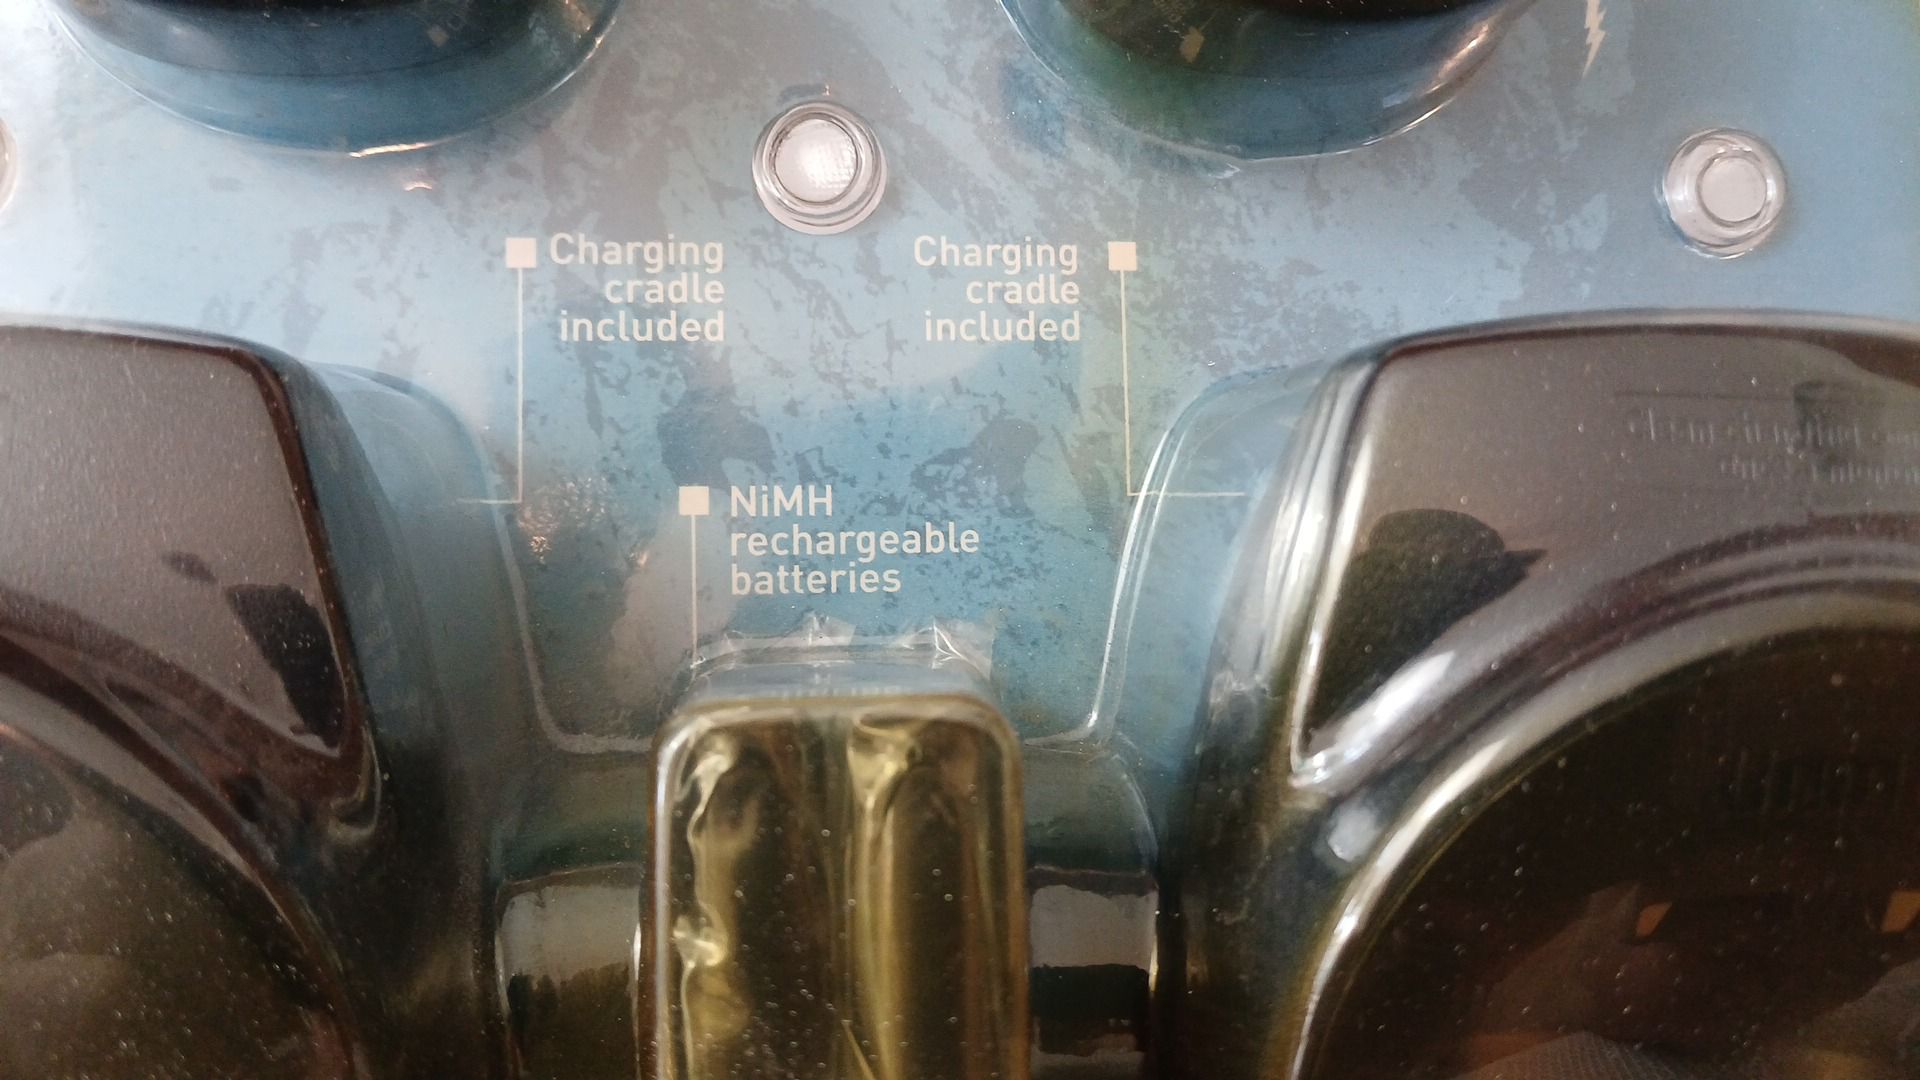 Charging
cradle
included
Charging
cradle
included
NiMH
rechargeable
batteries